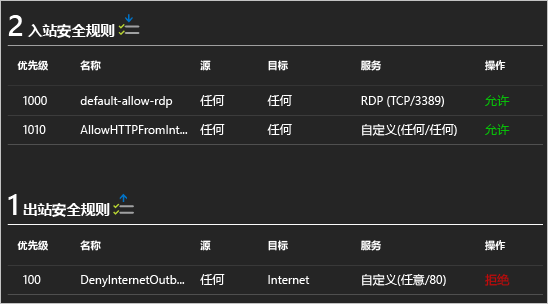 2 入站安全规则
优先级 名称 源 目标 服务 操作
1000 default-allow-rdp 任何 任何 RDP (TCP/3389) 允许
1010 AllowHTTPFromInt... 任何 任何 自定义(任何/任何) 允许
1 出站安全规则
优先级 名称 源 目标 服务 操作
100 DenyInternetOutb... 任何 Internet 自定义(任意/80) 拒绝